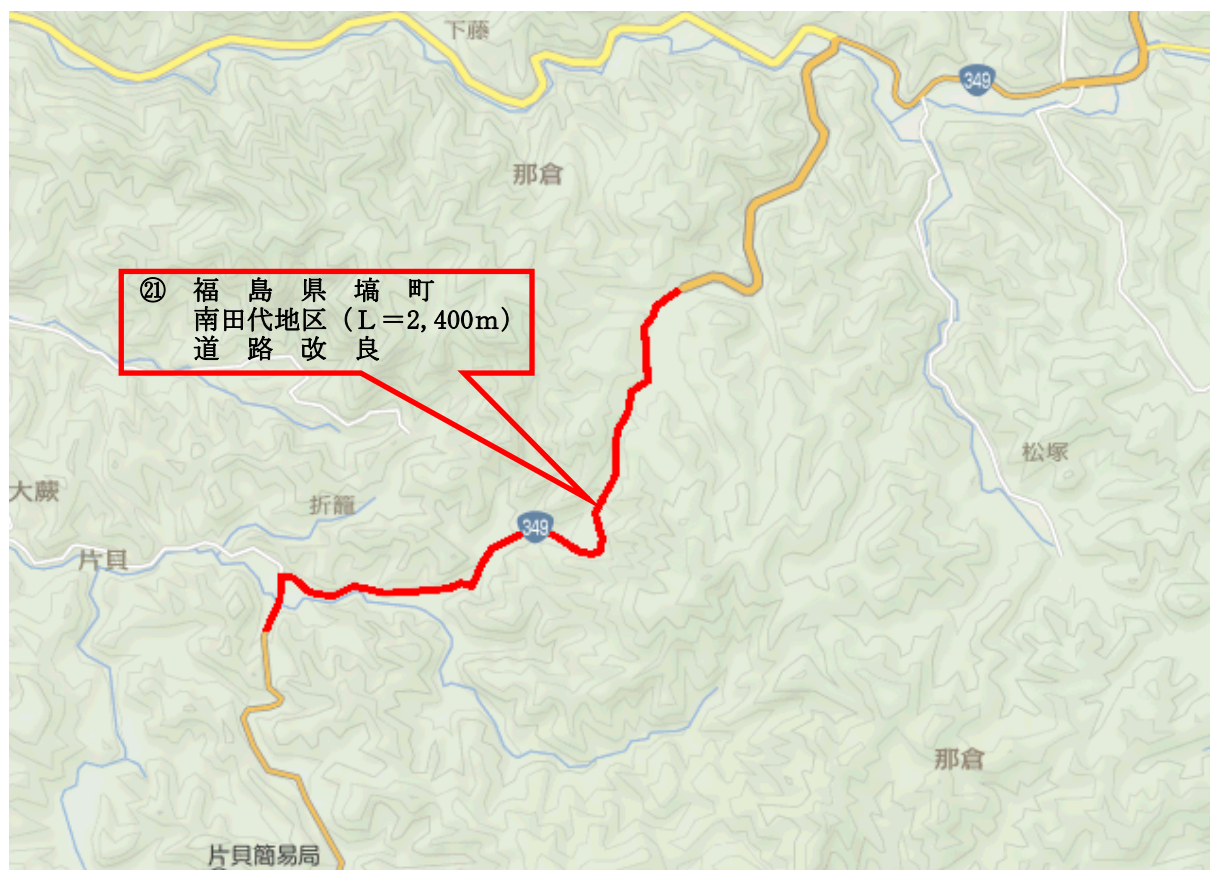 下藤
349
那倉
㉑ 福島県塙町
南田代地区(L=2,400m)
道路改良
松塚
大蕨
折籠
349
片貝
那倉
片貝簡易局